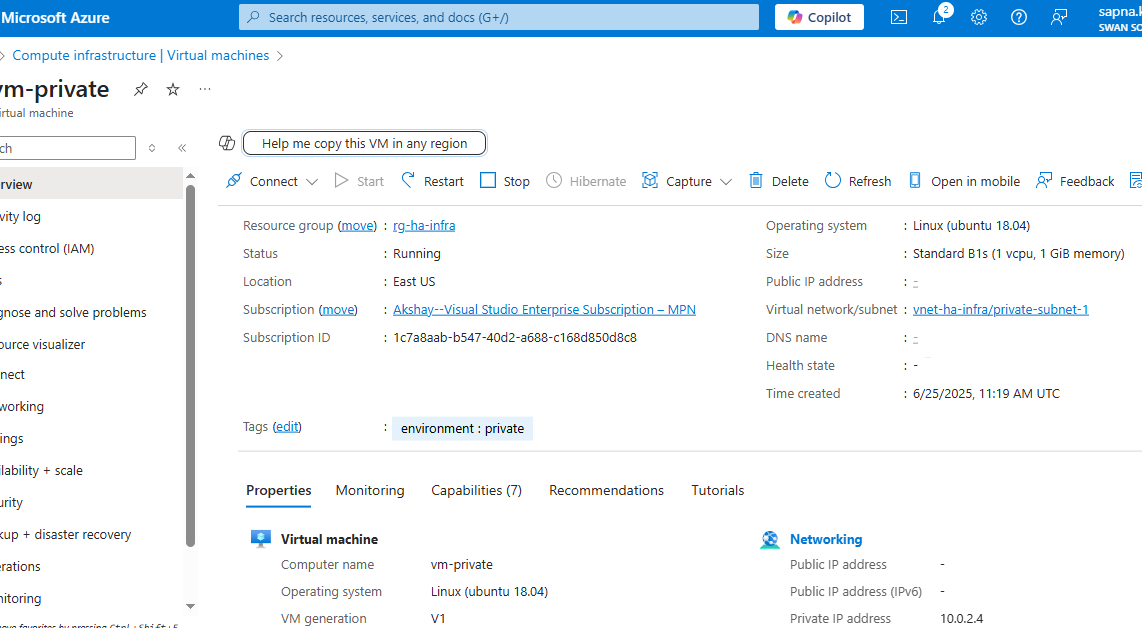 Microsoft Azure
Search resources, services, and docs (G+/)
Copilot
2
sapna.k
SWAN SO
Compute infrastructure | Virtual machines
vm-private
irtual machine
ch
Help me copy this VM in any region
Connect Start Restart Stop Hibernate Capture Delete Refresh Open in mobile Feedback
rview
vity log
ess control (IAM)
s
gnose and solve problems
ource visualizer
nect
working
ings
ilability + scale
urity
kup + disaster recovery
erations
nitoring
ove favorites by pressing Ctrl+Shift+F
Resource group (move) : rg-ha-infra
Status : Running
Location : East US
Subscription (move) : Akshay--Visual Studio Enterprise Subscription – MPN
Subscription ID : 1c7a8aab-b547-40d2-a688-c168d850d8c8
Operating system : Linux (ubuntu 18.04)
Size : Standard B1s (1 vcpu, 1 GiB memory)
Public IP address : -
Virtual network/subnet : vnet-ha-infra/private-subnet-1
DNS name : -
Health state : -
Time created : 6/25/2025, 11:19 AM UTC
Tags (edit) : environment : private
Properties Monitoring Capabilities (7) Recommendations Tutorials
Virtual machine
Computer name vm-private
Operating system Linux (ubuntu 18.04)
VM generation V1
Networking
Public IP address -
Public IP address (IPv6) -
Private IP address 10.0.2.4